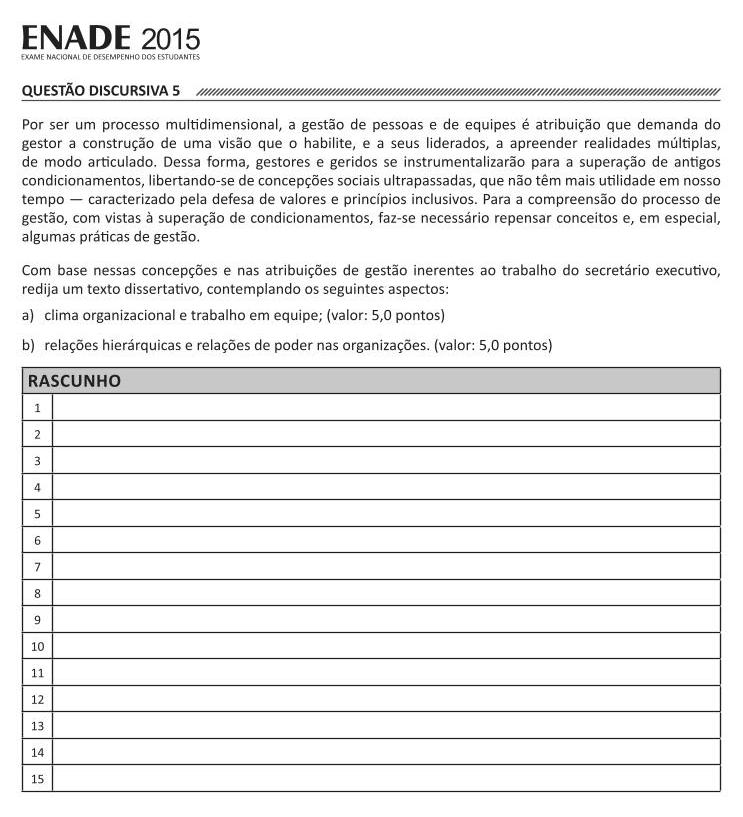 ENADE 2015
EXAME NACIONAL DE DESEMPENHO DOS ESTUDANTES
QUESTÃO DISCURSIVA 5
Por ser um processo multidimensional, a gestão de pessoas e de equipes é atribuição que demanda do
gestor a construção de uma visão que o habilite, e a seus liderados, a apreender realidades múltiplas,
de modo articulado. Dessa forma, gestores e geridos se instrumentalizarão para a superação de antigos
condicionamentos, libertando-se de concepções sociais ultrapassadas, que não têm mais utilidade em nosso
tempo — caracterizado pela defesa de valores e princípios inclusivos. Para a compreensão do processo de
gestão, com vistas à superação de condicionamentos, faz-se necessário repensar conceitos e, em especial,
algumas práticas de gestão.
Com base nessas concepções e nas atribuições de gestão inerentes ao trabalho do secretário executivo,
redija um texto dissertativo, contemplando os seguintes aspectos:
a) clima organizacional e trabalho em equipe; (valor: 5,0 pontos)
b) relações hierárquicas e relações de poder nas organizações. (valor: 5,0 pontos)
RASCUNHO
1
2
3
4
5
6
7
8
9
10
11
12
13
14
15